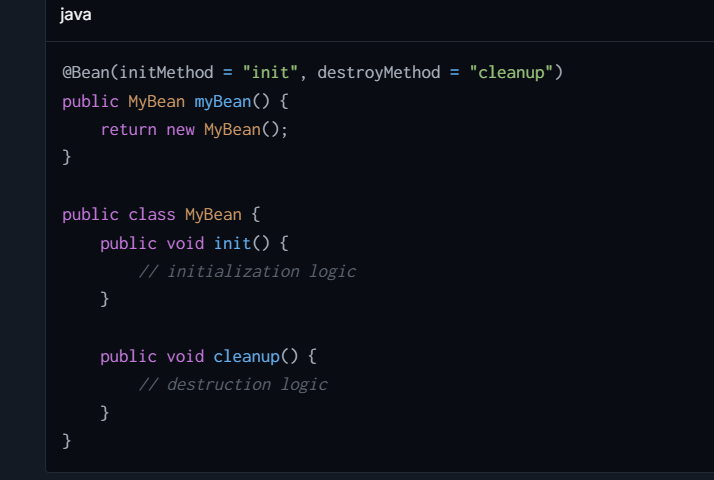 java
@Bean(initMethod = "init", destroyMethod = "cleanup")
public MyBean myBean() {
    return new MyBean();
}

public class MyBean {
    public void init() {
        // initialization logic
    }

    public void cleanup() {
        // destruction logic
    }
}